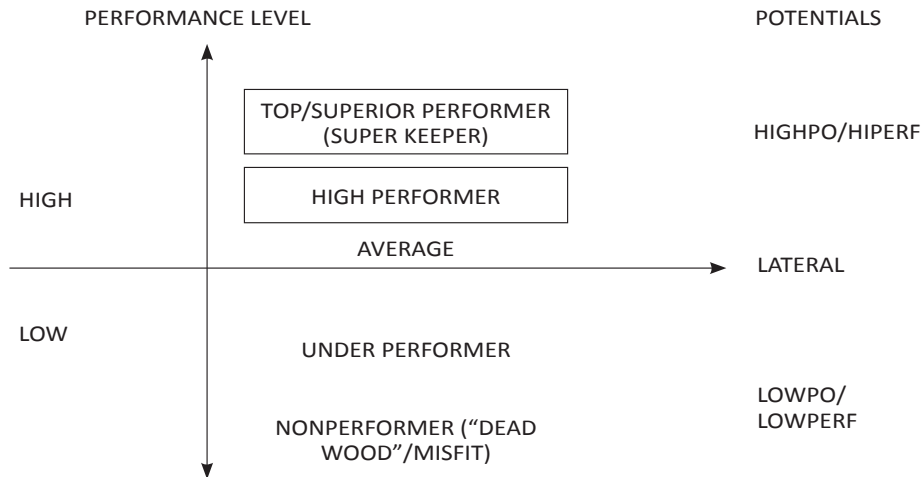 PERFORMANCE LEVEL
POTENTIALS
TOP/SUPERIOR PERFORMER
(SUPER KEEPER)
HIGHPO/HIPERF
HIGH
HIGH PERFORMER
AVERAGE
LATERAL
LOW
UNDER PERFORMER
LOWPO/
LOWPERF
NONPERFORMER (“DEAD
WOOD”/MISFIT)